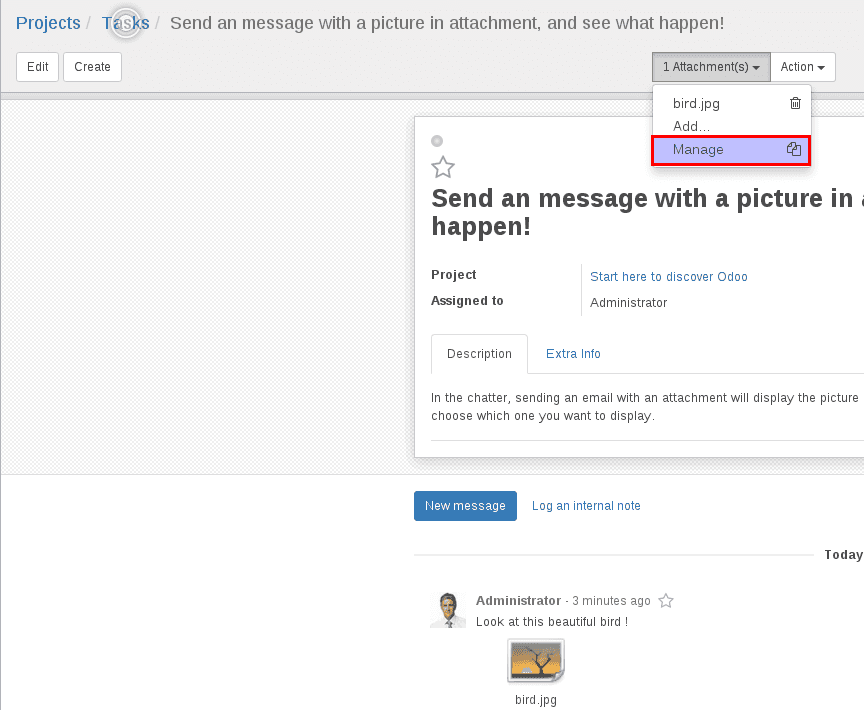 Projects / Tasks / Send an message with a picture in attachment, and see what happen!
Edit
Create
1 Attachment(s)
Action
bird.jpg
Add...
Manage
Send an message with a picture in
happen!
Project
Start here to discover Odoo
Assigned to
Administrator
Description
Extra Info
In the chatter, sending an email with an attachment will display the picture
choose which one you want to display.
New message
Log an internal note
Today
Administrator - 3 minutes ago
Look at this beautiful bird !
bird.jpg